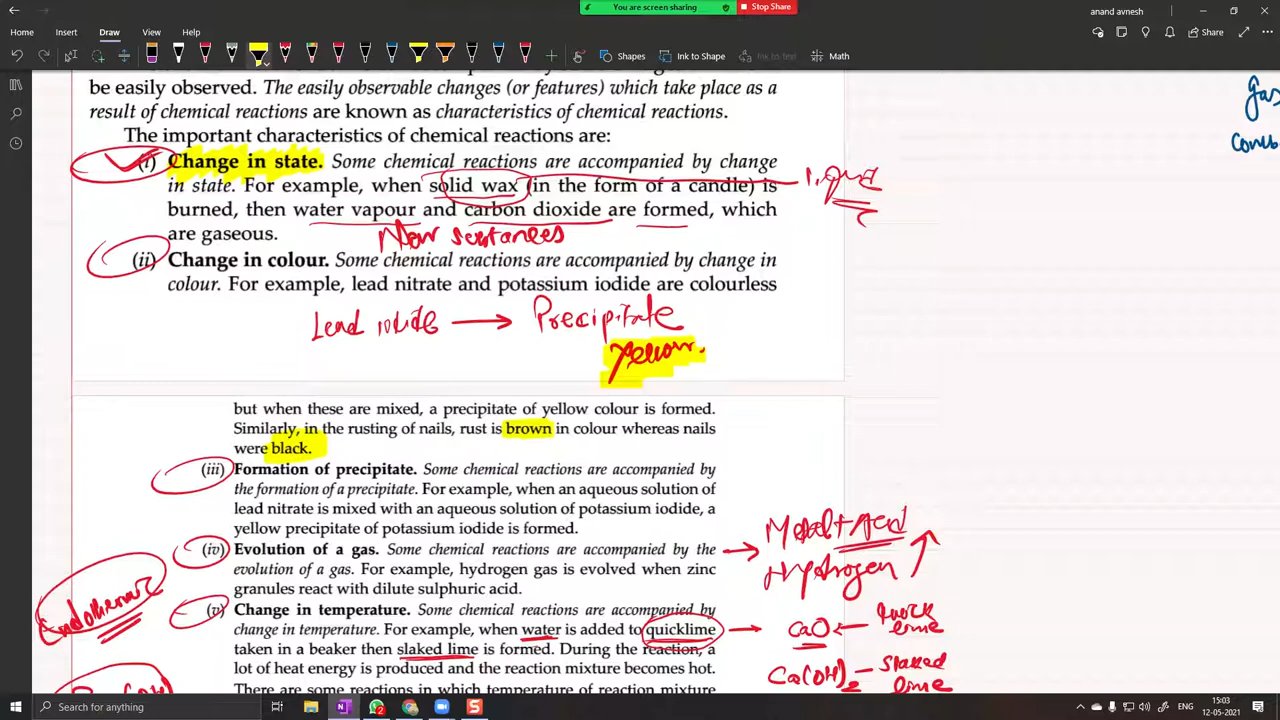 You are screen sharing
Stop Share
anand avnesh
Home Insert Draw View Help
Share
Shapes Ink to Shape Ink to Text Math
be easily observed. The easily observable changes (or features) which take place as a
result of chemical reactions are known as characteristics of chemical reactions.
gas
The important characteristics of chemical reactions are:
(i) Change in state. Some chemical reactions are accompanied by change
in state. For example, when solid wax (in the form of a candle) is
burned, then water vapour and carbon dioxide are formed, which
are gaseous.
(ii) Change in colour. Some chemical reactions are accompanied by change in
colour. For example, lead nitrate and potassium iodide are colourless
Lead iodide → Precipitate
yellow.
but when these are mixed, a precipitate of yellow colour is formed.
Similarly, in the rusting of nails, rust is brown in colour whereas nails
were black.
(iii) Formation of precipitate. Some chemical reactions are accompanied by
the formation of a precipitate. For example, when an aqueous solution of
lead nitrate is mixed with an aqueous solution of potassium iodide, a
yellow precipitate of potassium iodide is formed.
Metal + Acid
(iv) Evolution of a gas. Some chemical reactions are accompanied by the
evolution of a gas. For example, hydrogen gas is evolved when zinc
granules react with dilute sulphuric acid.
Hydrogen
(v) Change in temperature. Some chemical reactions are accompanied by
change in temperature. For example, when water is added to quicklime
taken in a beaker then slaked lime is formed. During the reaction, a
lot of heat energy is produced and the reaction mixture becomes hot.
There are some reactions in which temperature of reaction mixture
CaO ← Quick
lime
Ca(OH)2 – slaked
lime
Search for anything
15:03
12-05-2021